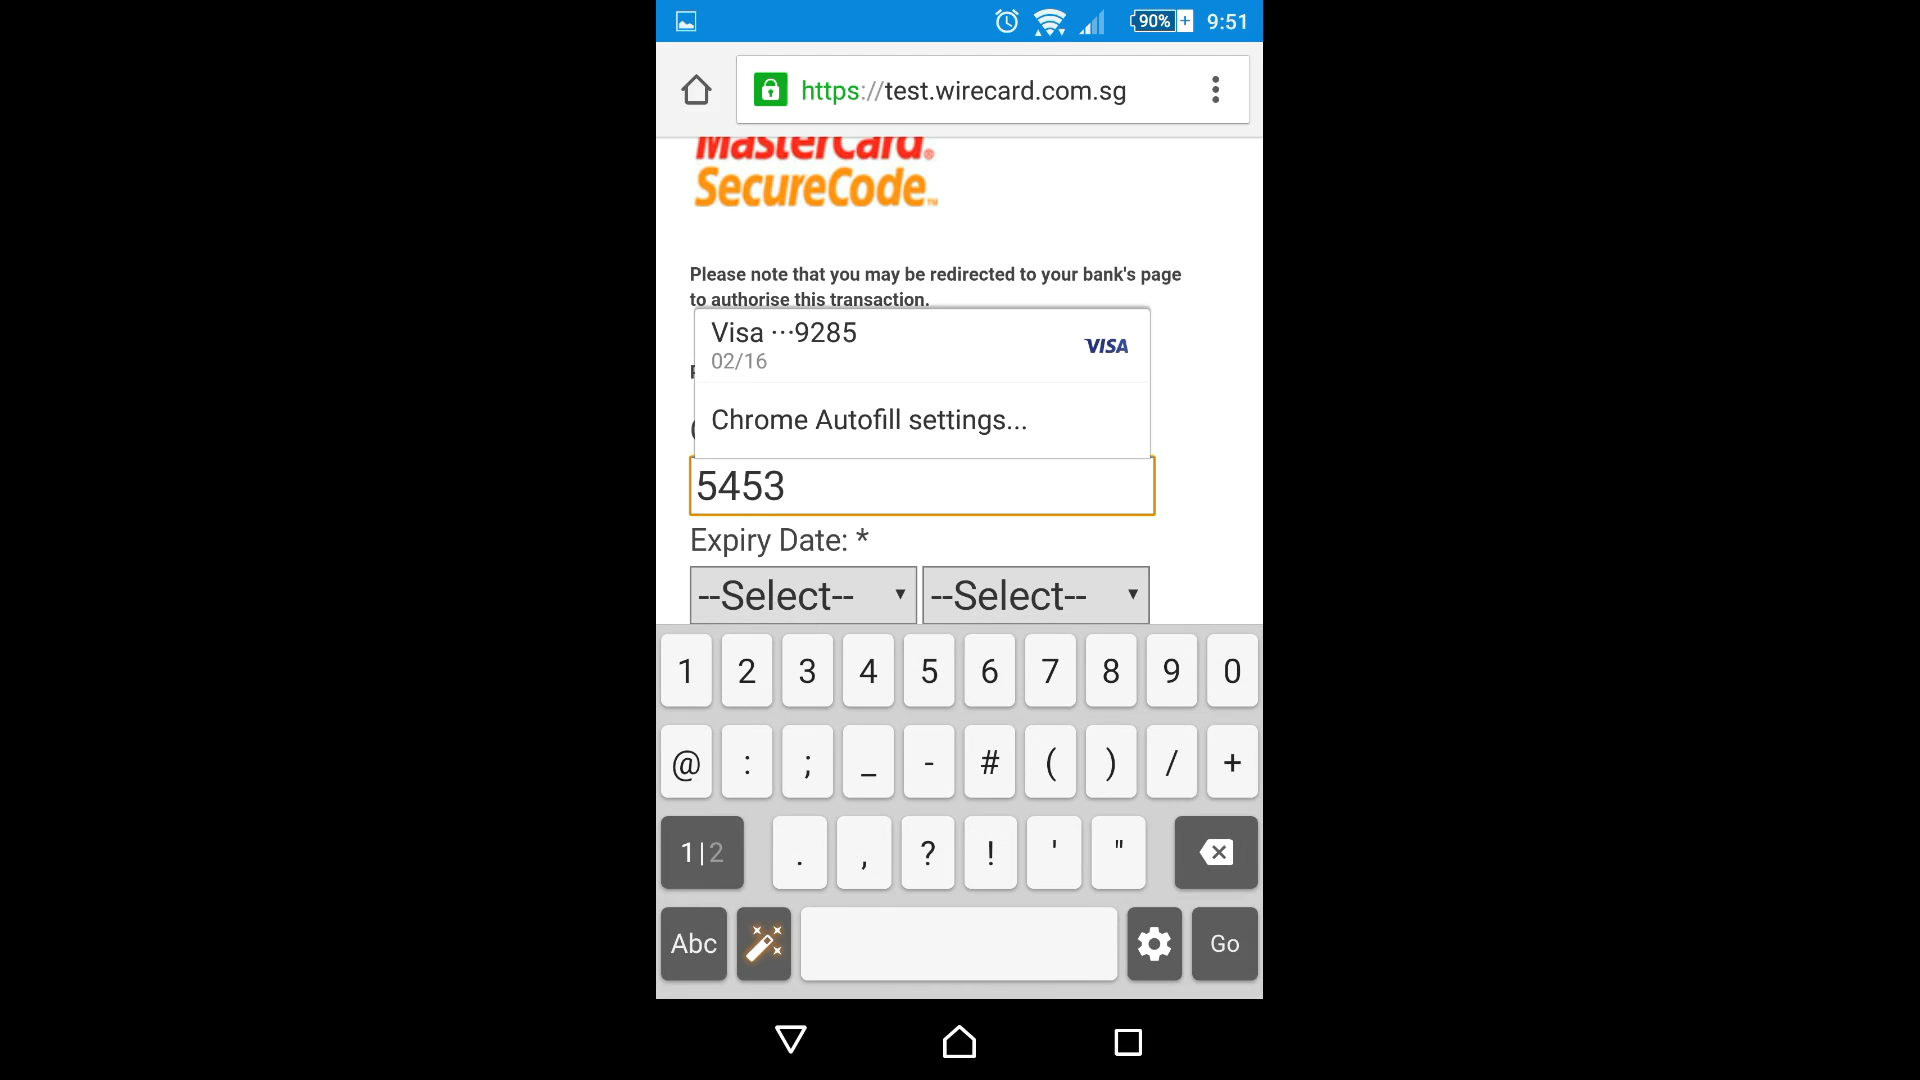 90% 9:51
https://test.wirecard.com.sg
MasterCard®
SecureCode™
Please note that you may be redirected to your bank's page
to authorise this transaction.
Visa ···9285
VISA
02/16
Chrome Autofill settings...
5453
Expiry Date: *
--Select-- --Select--
1 2 3 4 5 6 7 8 9 0
@ : ; _ - # ( ) / +
1|2 . , ? ! ' "
Abc Go